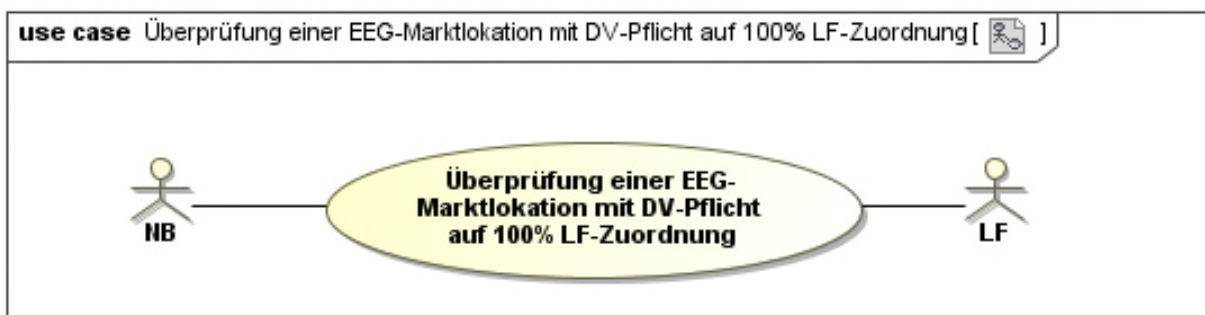 use case Überprüfung einer EEG-Marktlokation mit DV-Pflicht auf 100% LF-Zuordnung[ ]
Überprüfung einer EEG-
Marktlokation mit DV-Pflicht
auf 100% LF-Zuordnung
NB
LF